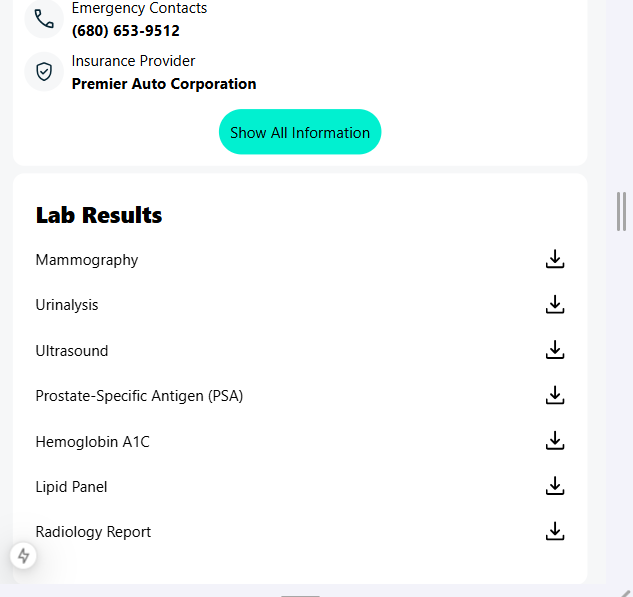 Emergency Contacts
(680) 653-9512
Insurance Provider
Premier Auto Corporation
Show All Information
Lab Results
Mammography
Urinalysis
Ultrasound
Prostate-Specific Antigen (PSA)
Hemoglobin A1C
Lipid Panel
Radiology Report